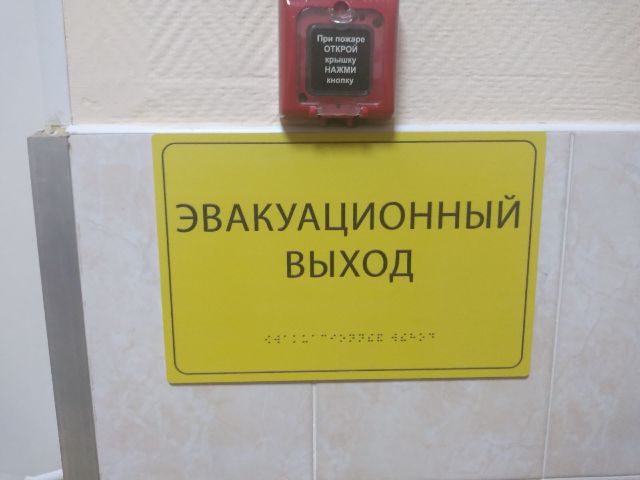 При пожаре
ОТКРОЙ
крышку
НАЖМИ
кнопку
ЭВАКУАЦИОННЫЙ
ВЫХОД